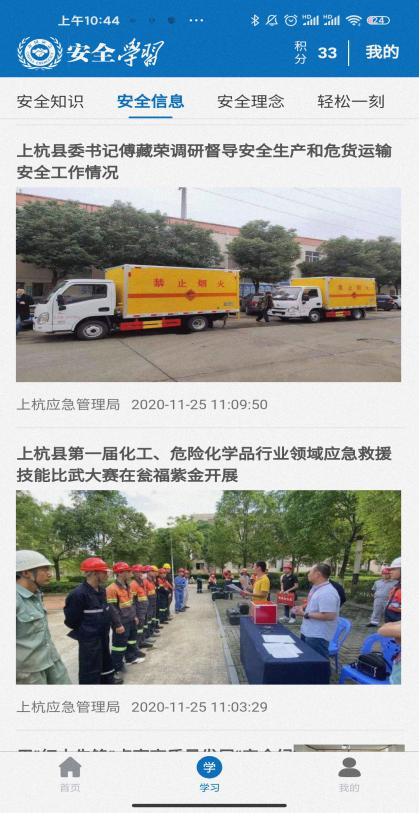 上午10:44 ...
24
安全学习
积分 33 我的
安全知识 安全信息 安全理念 轻松一刻
上杭县委书记傅藏荣调研督导安全生产和危货运输
安全工作情况
禁止烟火
上杭应急管理局 2020-11-25 11:09:50
上杭县第一届化工、危险化学品行业领域应急救援
技能比武大赛在瓮福紫金开展
上杭应急管理局 2020-11-25 11:03:29
学
首页 学习 我的